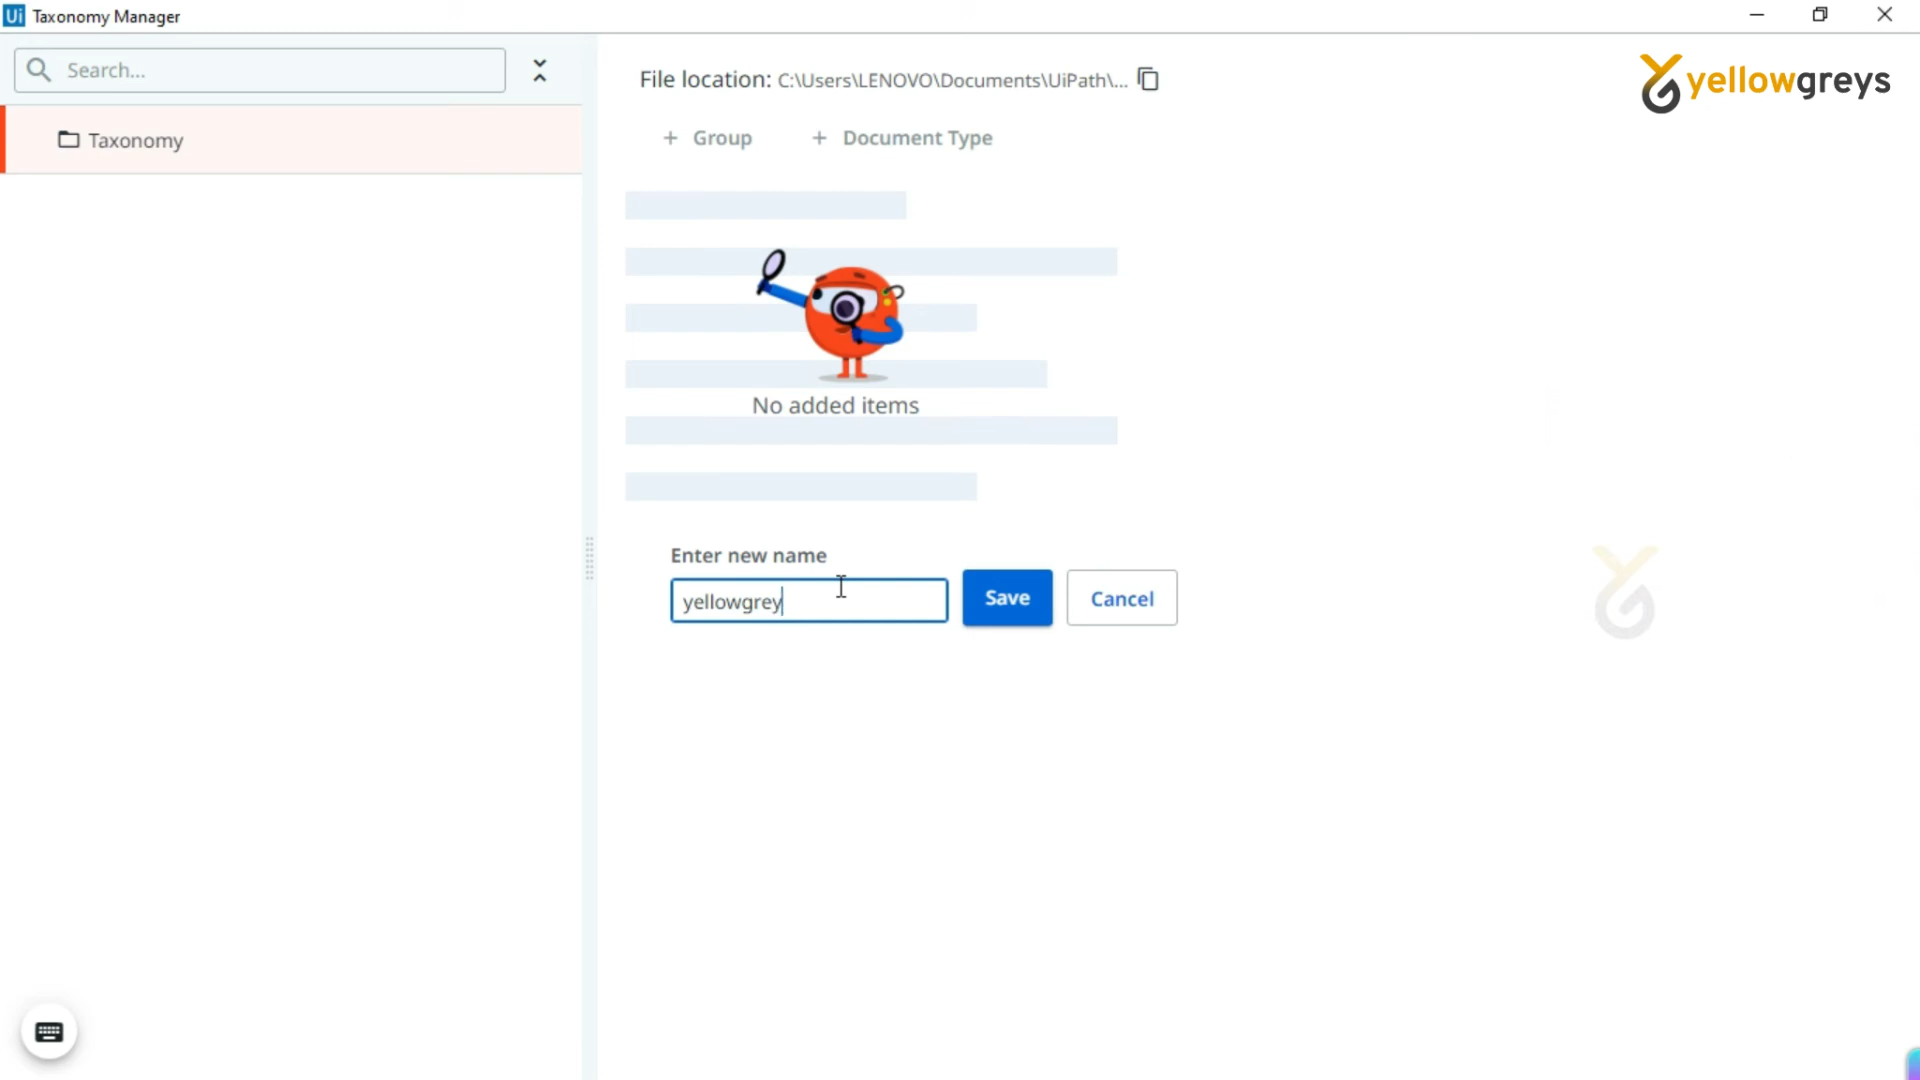 Ui Taxonomy Manager
Search...
Taxonomy
File location: C:\Users\LENOVO\Documents\UiPath\...
yellowgreys
+ Group + Document Type
No added items
Enter new name
yellowgrey
Save
Cancel